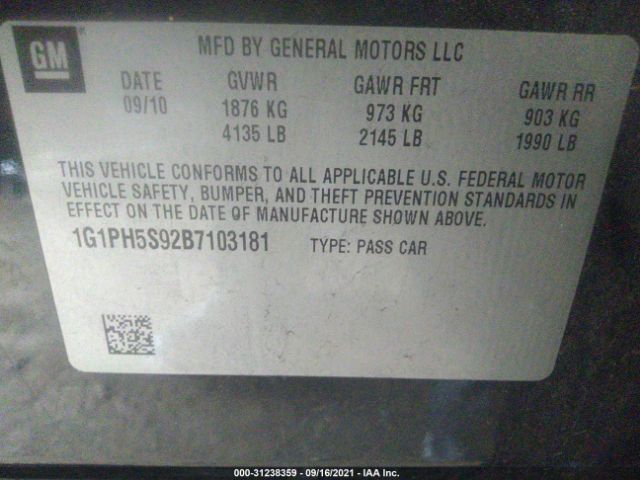 GM
MFD BY GENERAL MOTORS LLC
DATE GVWR GAWR FRT GAWR RR
09/10 1876 KG 973 KG 903 KG
4135 LB 2145 LB 1990 LB
THIS VEHICLE CONFORMS TO ALL APPLICABLE U.S. FEDERAL MOTOR
VEHICLE SAFETY, BUMPER, AND THEFT PREVENTION STANDARDS IN
EFFECT ON THE DATE OF MANUFACTURE SHOWN ABOVE.
1G1PH5S92B7103181 TYPE: PASS CAR
000-31238359 - 09/16/2021 - IAA Inc.